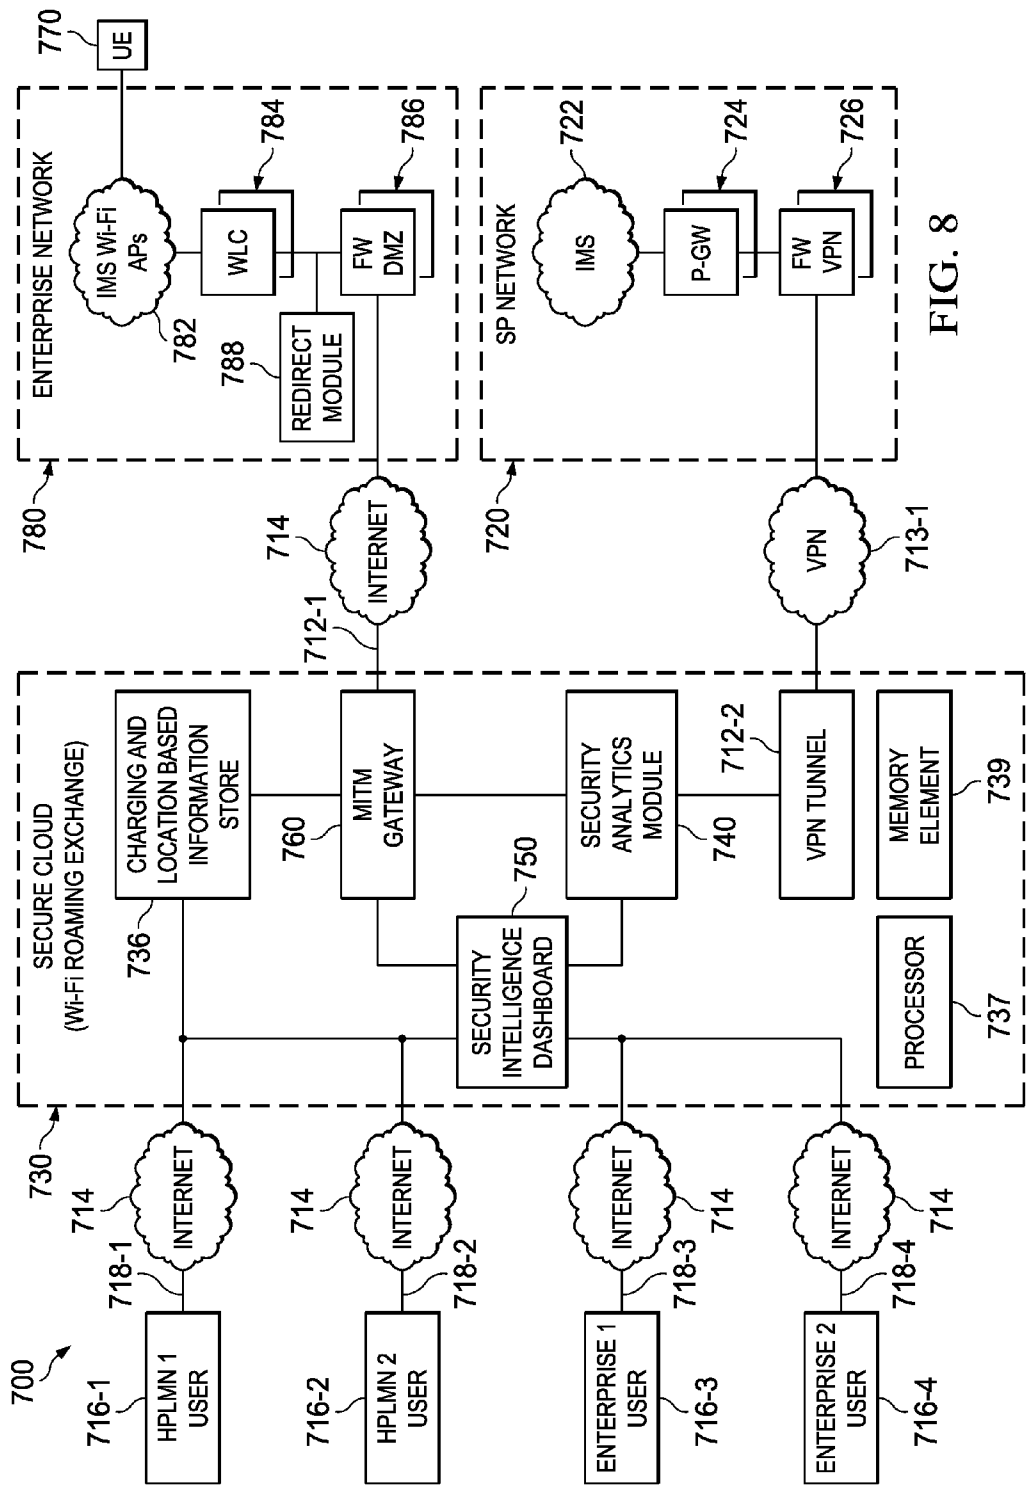 700
716-1
HPLMN 1
USER
718-1
714
INTERNET
716-2
HPLMN 2
USER
718-2
714
INTERNET
716-3
ENTERPRISE 1
USER
718-3
714
INTERNET
716-4
ENTERPRISE 2
USER
718-4
714
INTERNET
730
SECURE CLOUD
(Wi-Fi ROAMING EXCHANGE)
736
CHARGING AND
LOCATION BASED
INFORMATION
STORE
760
MITM
GATEWAY
750
SECURITY
INTELLIGENCE
DASHBOARD
SECURITY
ANALYTICS
MODULE
740
712-2
VPN TUNNEL
PROCESSOR
737
MEMORY
ELEMENT
739
712-1
714
INTERNET
VPN
713-1
780
ENTERPRISE NETWORK
770
UE
IMS Wi-Fi
APs
782
WLC
784
788
REDIRECT
MODULE
FW
DMZ
786
720
SP NETWORK
IMS
722
P-GW
724
FW
VPN
726
FIG. 8